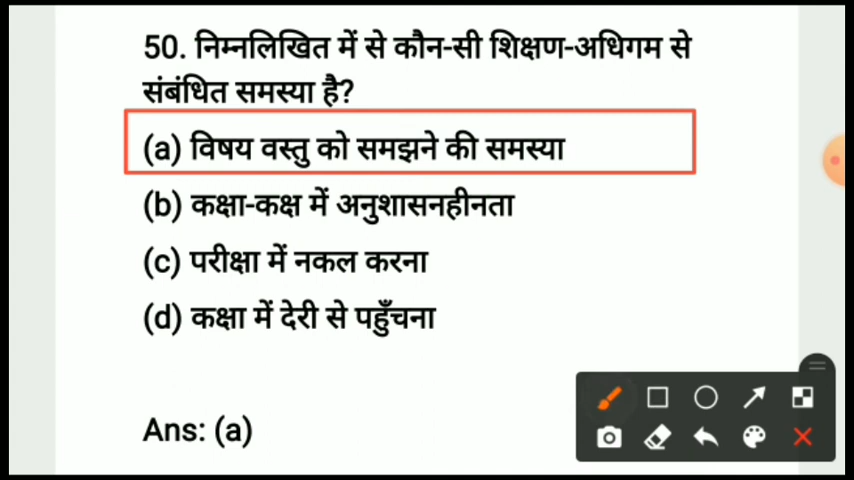 50. निम्नलिखित में से कौन-सी शिक्षण-अधिगम से
संबंधित समस्या है?
(a) विषय वस्तु को समझने की समस्या
(b) कक्षा-कक्ष में अनुशासनहीनता
(c) परीक्षा में नकल करना
(d) कक्षा में देरी से पहुँचना
Ans: (a)